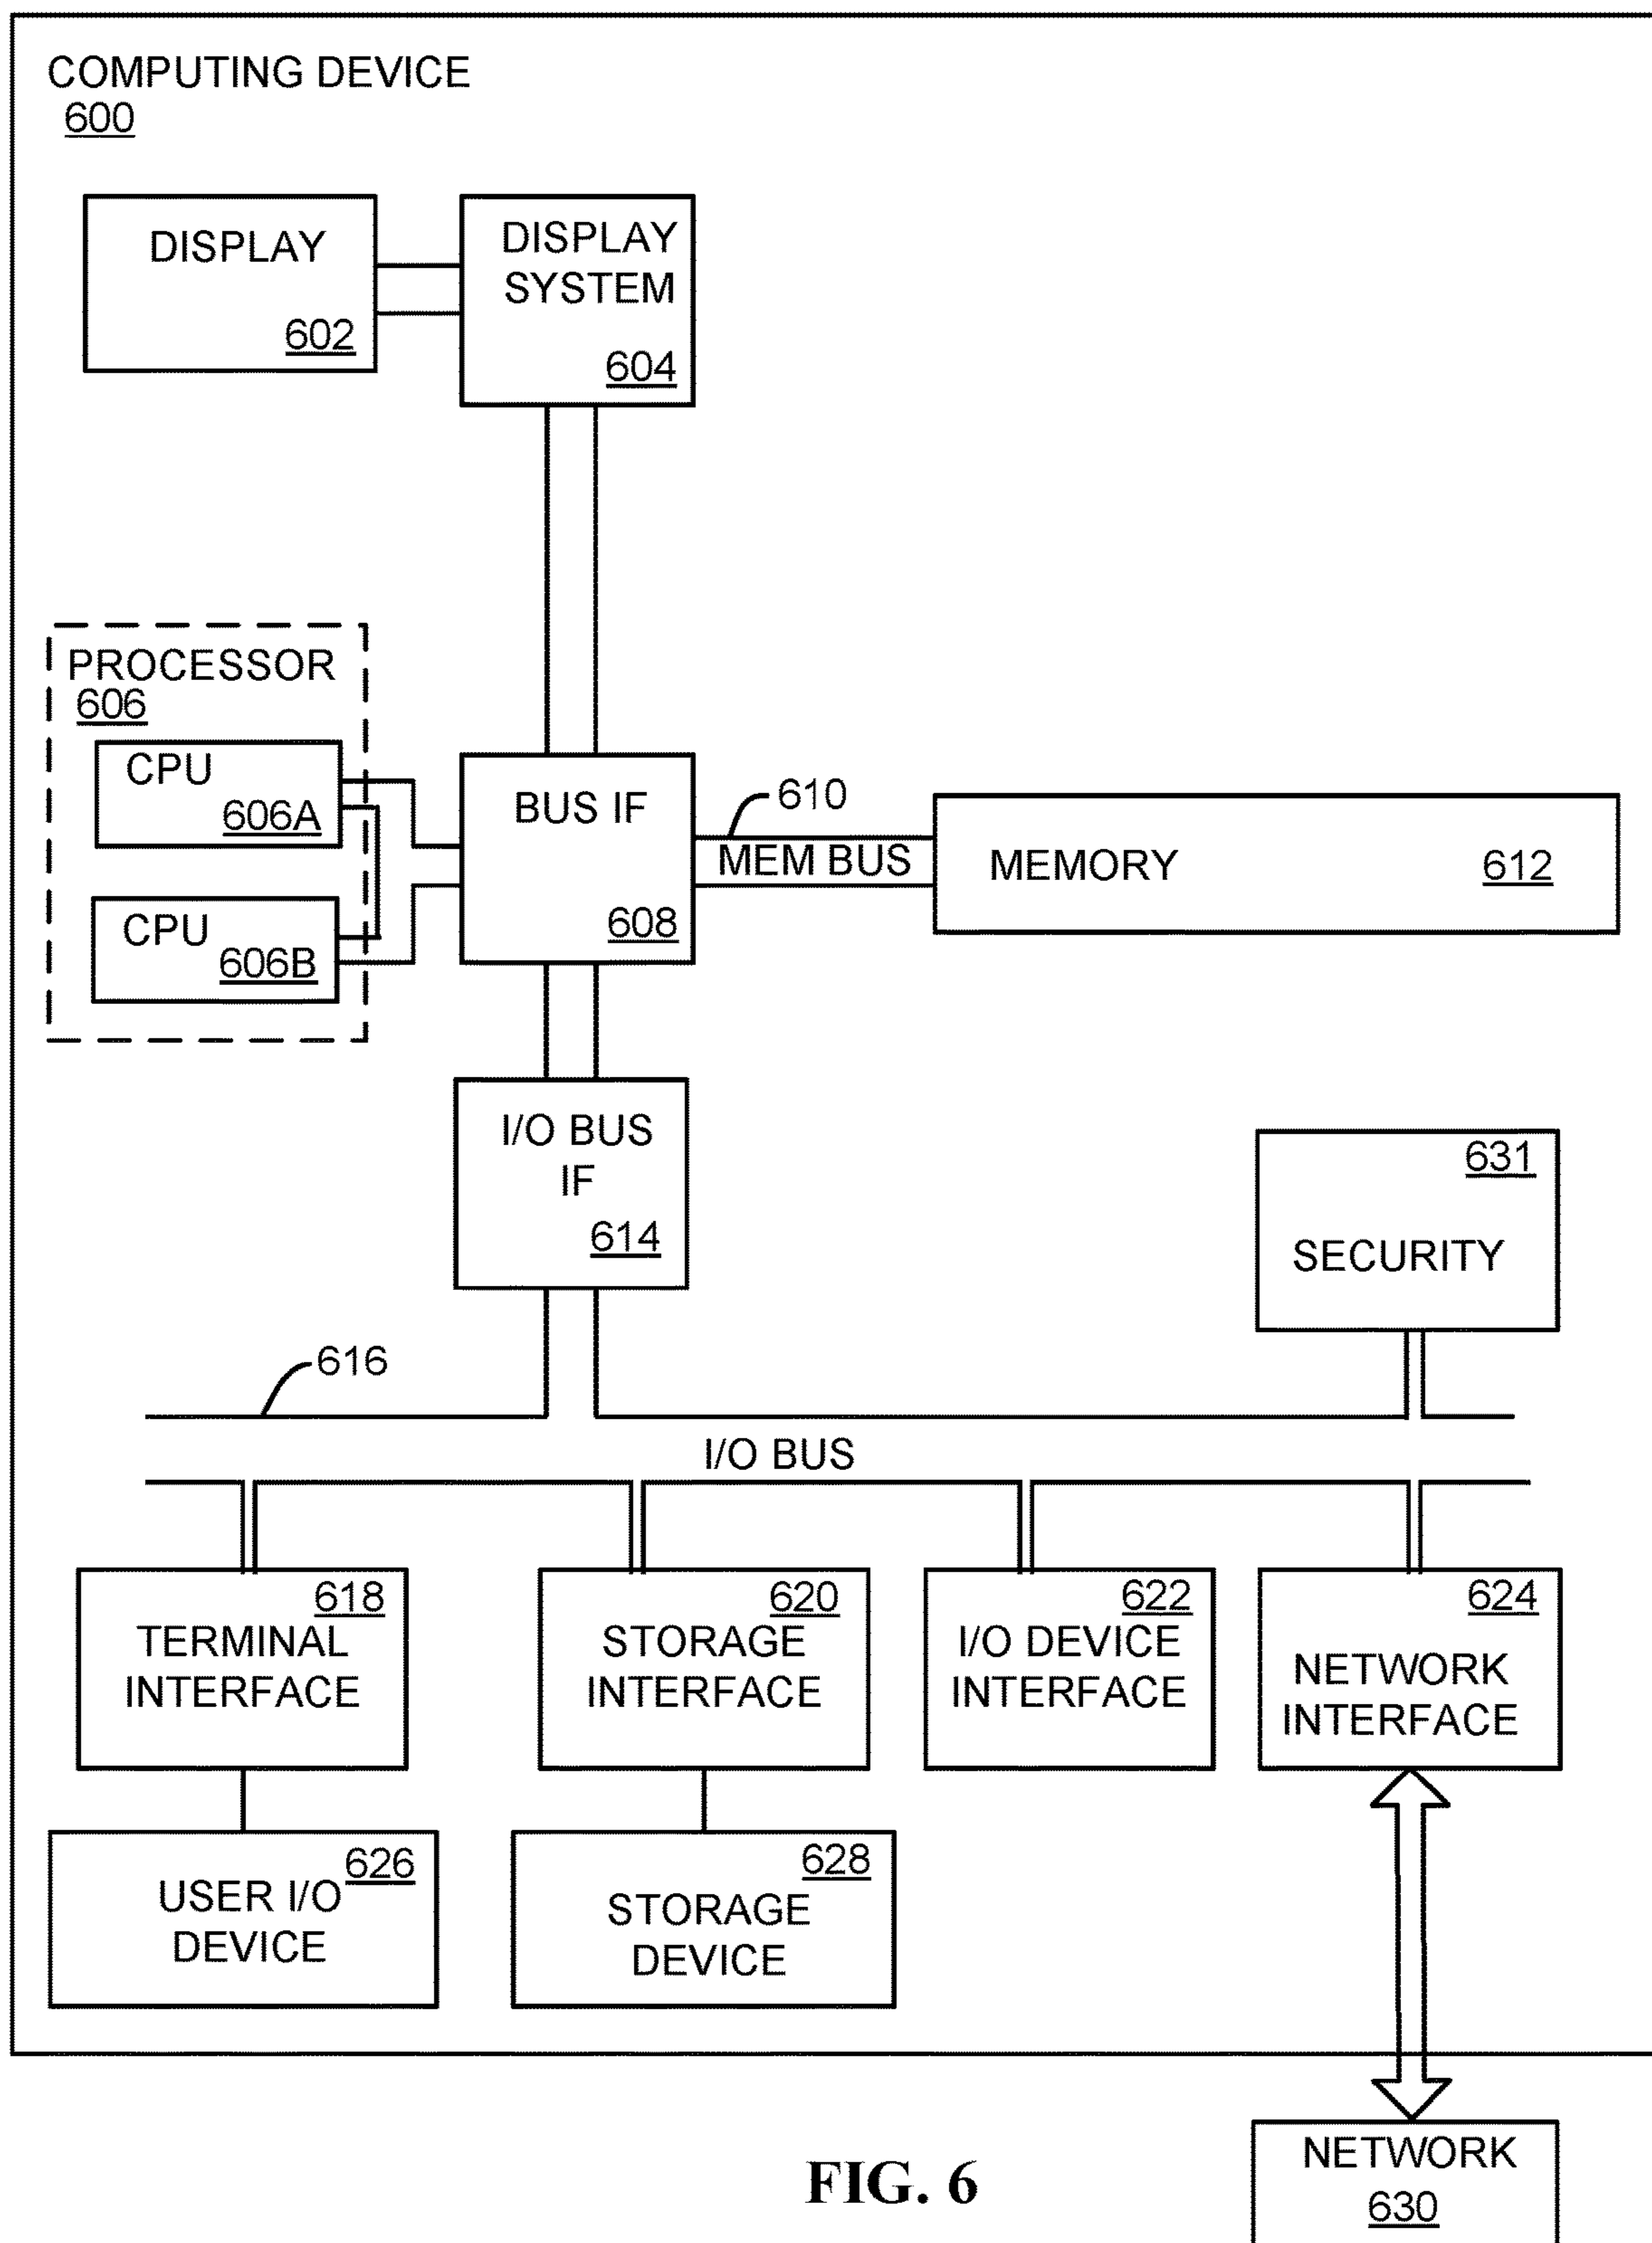 COMPUTING DEVICE
600
DISPLAY
602
DISPLAY
SYSTEM
604
PROCESSOR
606
CPU
606A
CPU
606B
BUS IF
608
610
MEM BUS
MEMORY
612
I/O BUS
IF
614
631
SECURITY
616
I/O BUS
618
TERMINAL
INTERFACE
620
STORAGE
INTERFACE
622
I/O DEVICE
INTERFACE
624
NETWORK
INTERFACE
626
USER I/O
DEVICE
628
STORAGE
DEVICE
NETWORK
630
FIG. 6